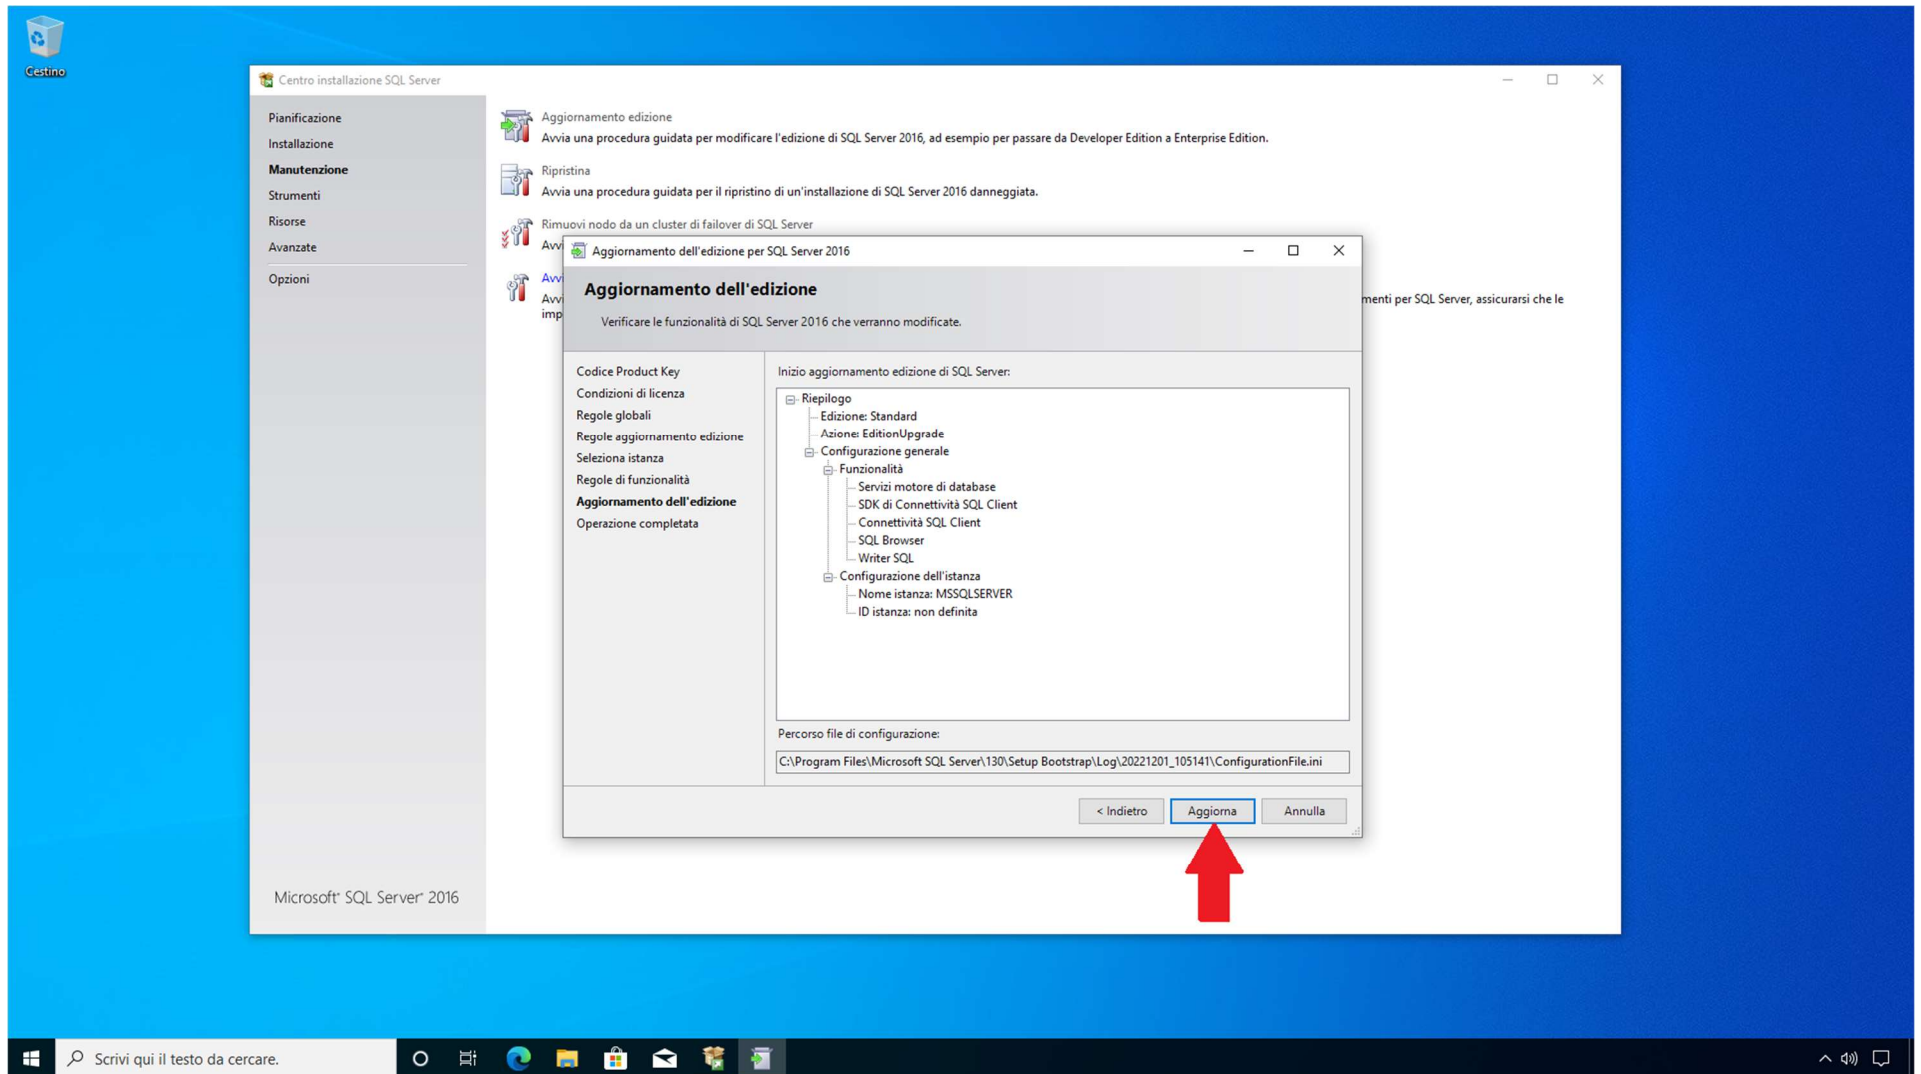 Cestino
Centro installazione SQL Server
Pianificazione
Installazione
Manutenzione
Strumenti
Risorse
Avanzate
Opzioni
Microsoft® SQL Server® 2016
Aggiornamento edizione
Avvia una procedura guidata per modificare l'edizione di SQL Server 2016, ad esempio per passare da Developer Edition a Enterprise Edition.
Ripristina
Avvia una procedura guidata per il ripristino di un'installazione di SQL Server 2016 danneggiata.
Rimuovi nodo da un cluster di failover di SQL Server
Avvi
Avvi
Avvi
menti per SQL Server, assicurarsi che le
imp
Aggiornamento dell'edizione per SQL Server 2016
Aggiornamento dell'edizione
Verificare le funzionalità di SQL Server 2016 che verranno modificate.
Codice Product Key
Condizioni di licenza
Regole globali
Regole aggiornamento edizione
Seleziona istanza
Regole di funzionalità
Aggiornamento dell'edizione
Operazione completata
Inizio aggiornamento edizione di SQL Server:
Riepilogo
Edizione: Standard
Azione: EditionUpgrade
Configurazione generale
Funzionalità
Servizi motore di database
SDK di Connettività SQL Client
Connettività SQL Client
SQL Browser
Writer SQL
Configurazione dell'istanza
Nome istanza: MSSQLSERVER
ID istanza: non definita
Percorso file di configurazione:
C:\Program Files\Microsoft SQL Server\130\Setup Bootstrap\Log\20221201_105141\ConfigurationFile.ini
< Indietro
Aggiorna
Annulla
Scrivi qui il testo da cercare.